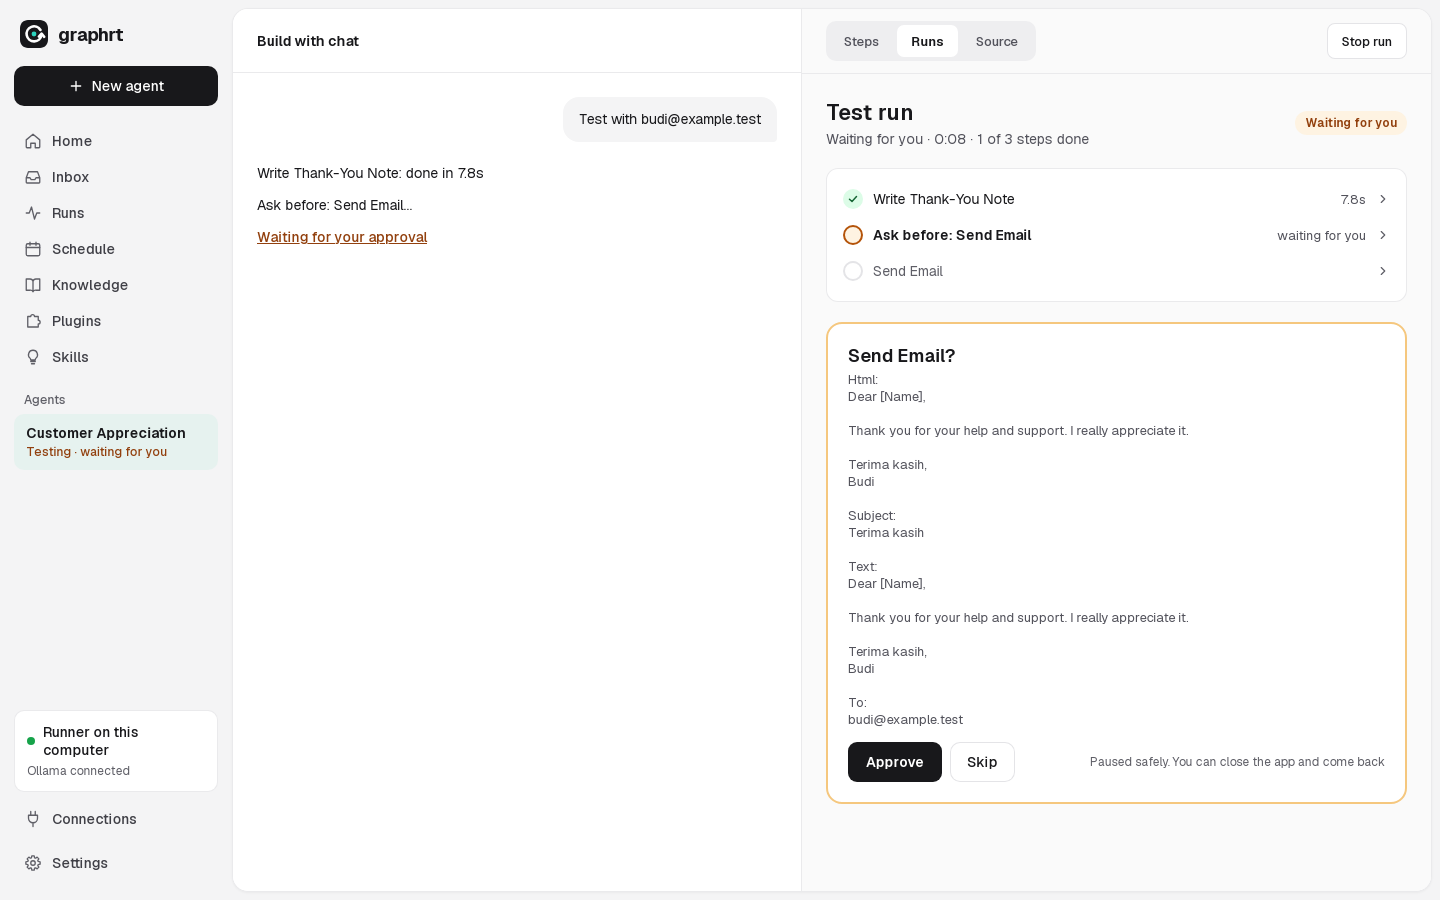 graphrt
New agent
Home
Inbox
Runs
Schedule
Knowledge
Plugins
Skills
Agents
Customer Appreciation
Testing · waiting for you
Runner on this
computer
Ollama connected
Connections
Settings
Build with chat
Test with budi@example.test
Write Thank-You Note: done in 7.8s
Ask before: Send Email...
Waiting for your approval
Steps
Runs
Source
Stop run
Test run
Waiting for you · 0:08 · 1 of 3 steps done
Waiting for you
Write Thank-You Note
7.8s
Ask before: Send Email
waiting for you
Send Email
Send Email?
Html:
Dear [Name],
Thank you for your help and support. I really appreciate it.
Terima kasih,
Budi
Subject:
Terima kasih
Text:
Dear [Name],
Thank you for your help and support. I really appreciate it.
Terima kasih,
Budi
To:
budi@example.test
Approve
Skip
Paused safely. You can close the app and come back